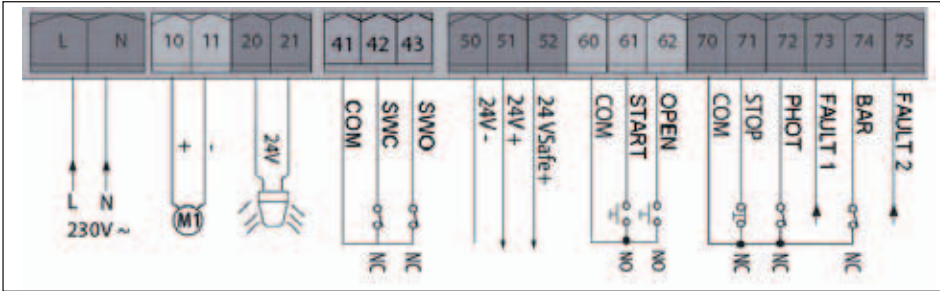 L N 10 11 20 21 41 42 43 50 51 52 60 61 62 70 71 72 73 74 75
+ - 24V COM SWC SWO 24V - 24V + 24 VSafe+ COM START OPEN COM STOP PHOT FAULT 1 BAR FAULT 2
L N M1
230V ~
NC NC NO NO NC NC NC